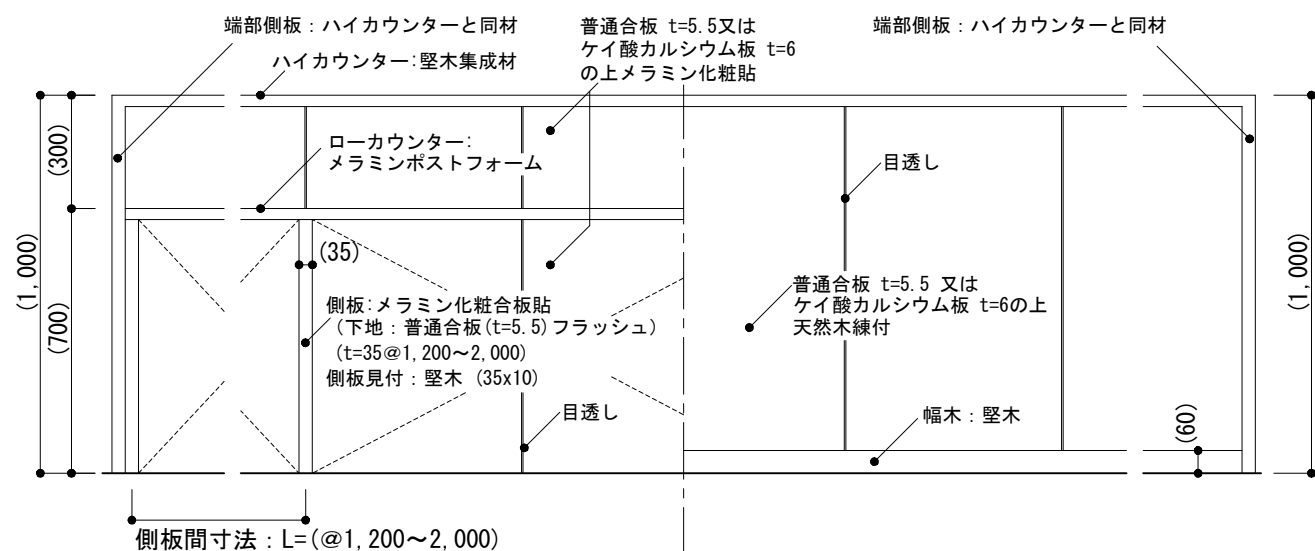 端部側板：ハイカウンターと同材
ハイカウンター：堅木集成材
普通合板 t=5.5又は
ケイ酸カルシウム板 t=6
の上メラミン化粧貼
端部側板：ハイカウンターと同材
(1,000)
(300)
(700)
ローカウンター：
メラミンポストフォーム
目透し
(35)
側板：メラミン化粧合板貼
（下地：普通合板(t=5.5)フラッシュ）
(t=35@1,200～2,000)
側板見付：堅木 (35x10)
普通合板 t=5.5 又は
ケイ酸カルシウム板 t=6の上
天然木練付
目透し
幅木：堅木
(60)
(1,000)
側板間寸法：L=(@1,200～2,000)